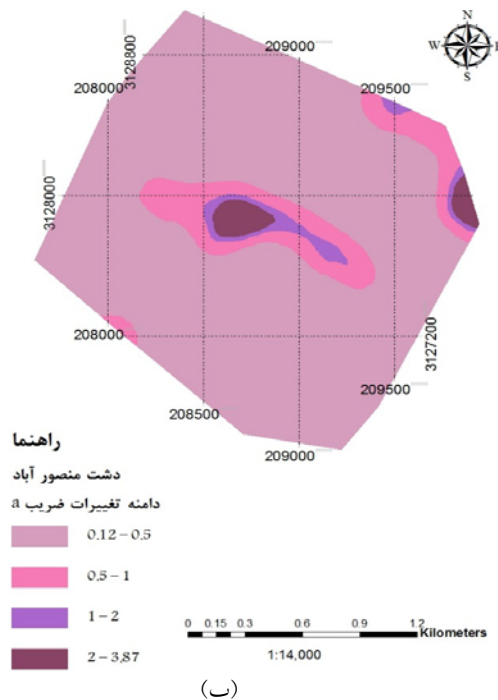 N
W
E
S
209000
3128800
208000
209500
3128000
208000
3127200
209500
208500
209000
راهنما
دشت منصور آباد
دامنه تغییرات ضریب a
0.12 – 0.5
0.5 – 1
1 – 2
2 – 3,87
0 0.15 0.3 0.6 0.9 1.2
Kilometers
1:14,000
(ب)